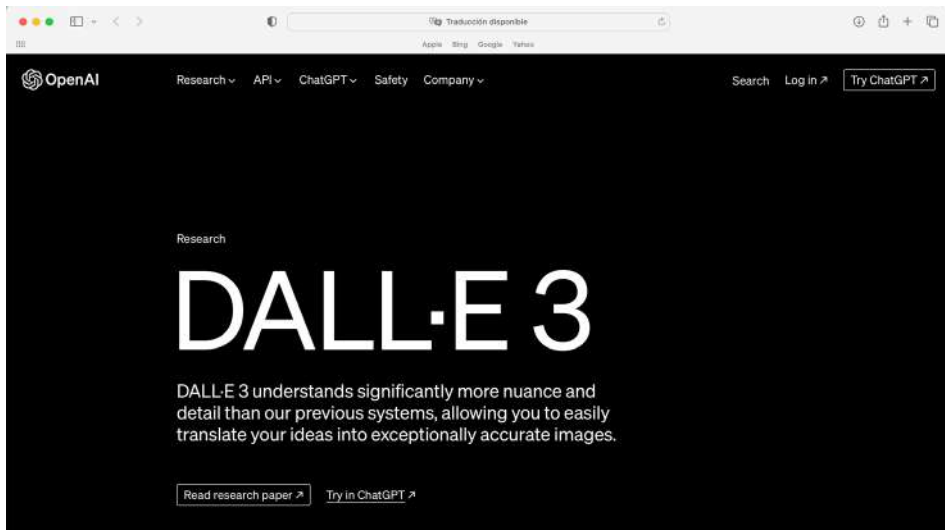 Traducción disponible
Apple Bing Google Yahoo
OpenAI Research API ChatGPT Safety Company Search Log in ↗ Try ChatGPT ↗
Research
DALL·E 3
DALL·E 3 understands significantly more nuance and
detail than our previous systems, allowing you to easily
translate your ideas into exceptionally accurate images.
Read research paper ↗ Try in ChatGPT ↗